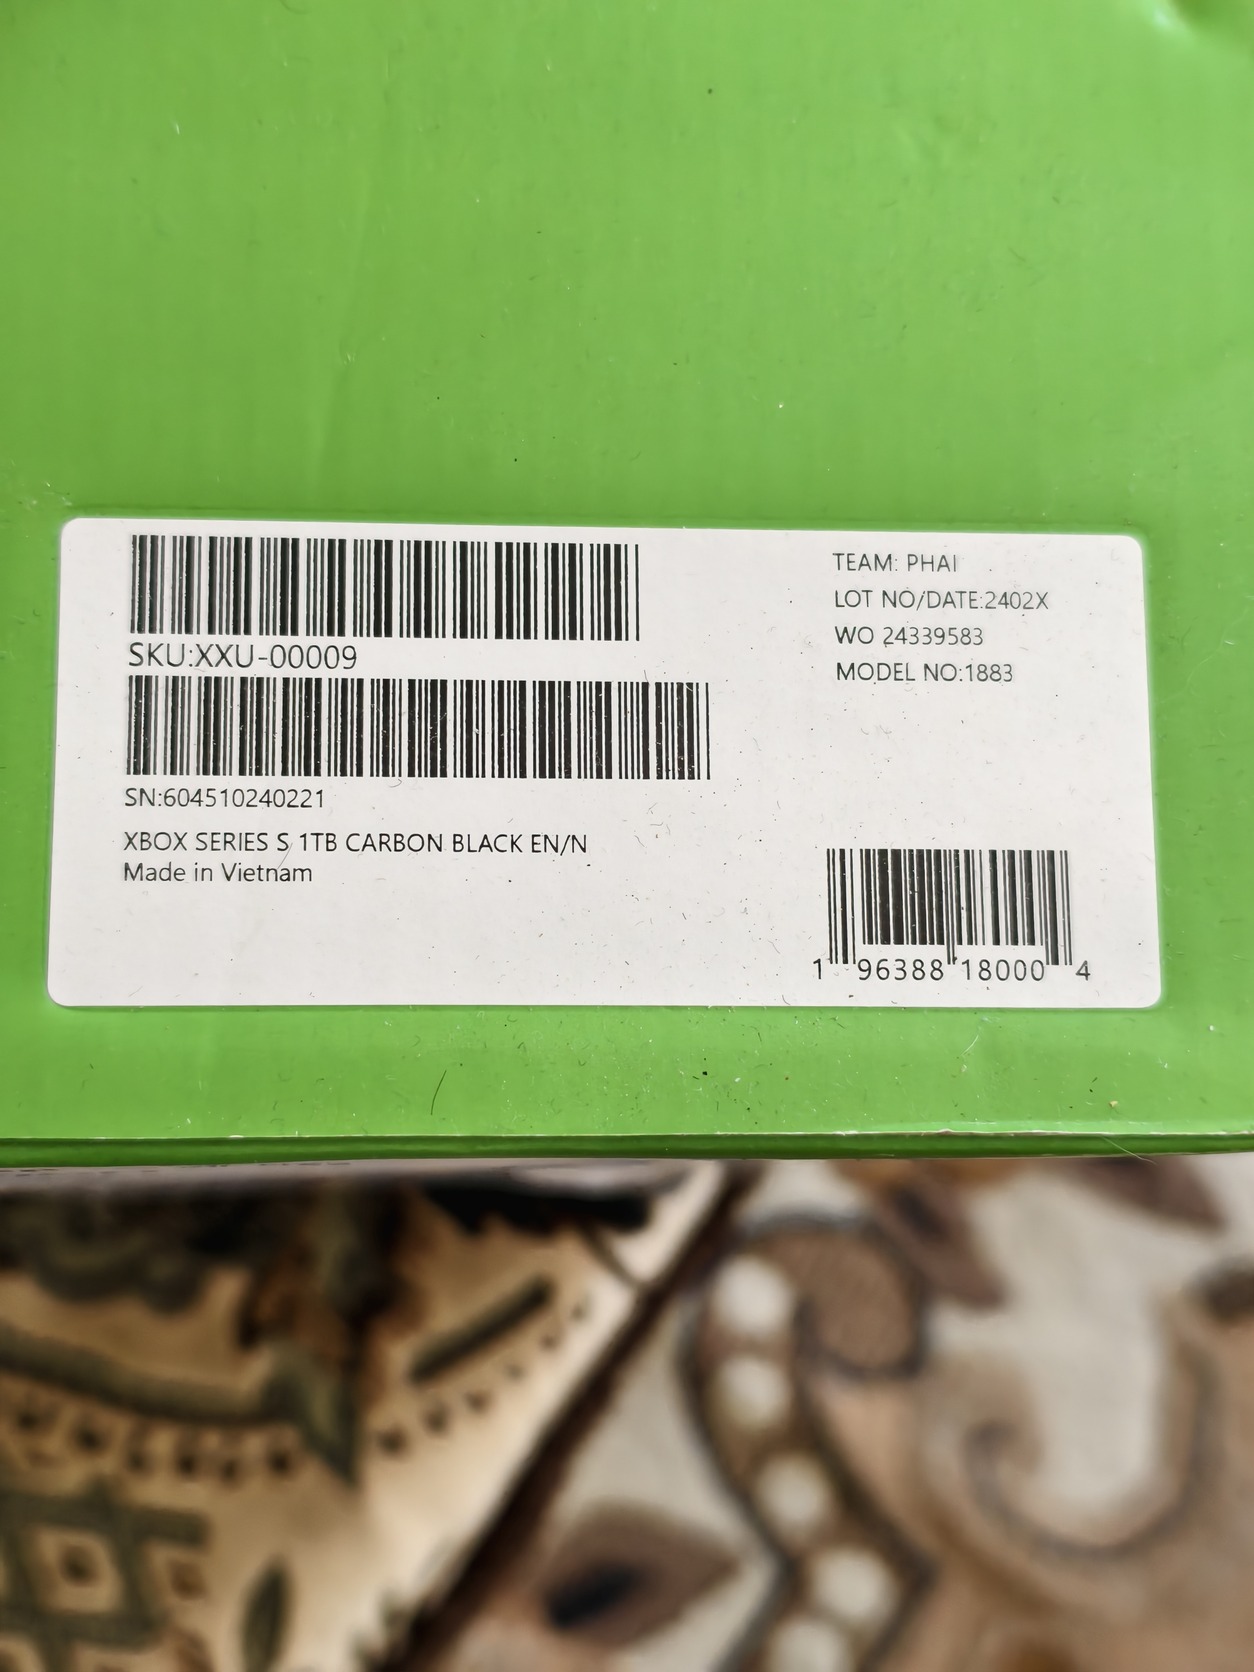 SKU:XXU-00009
SN:604510240221
XBOX SERIES S 1TB CARBON BLACK EN/N
Made in Vietnam
TEAM: PHAI
LOT NO/DATE:2402X
WO 24339583
MODEL NO:1883
1 96388 18000 4